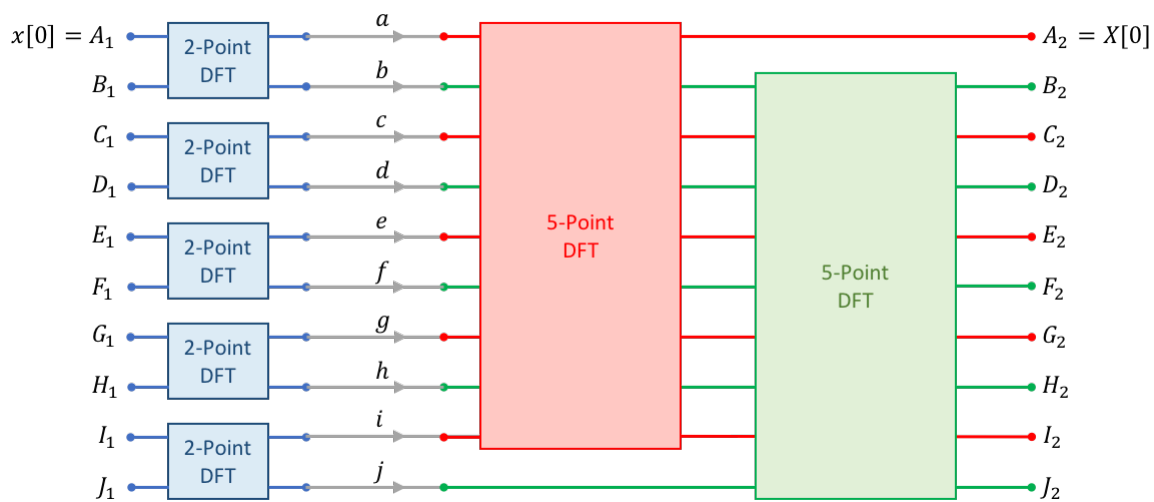 x[0] = A₁
a
2-Point
DFT
A₂ = X[0]
B₁
b
B₂
C₁
c
2-Point
DFT
C₂
D₁
d
D₂
E₁
e
2-Point
DFT
5-Point
DFT
E₂
F₁
f
5-Point
DFT
F₂
G₁
g
2-Point
DFT
G₂
H₁
h
H₂
I₁
i
2-Point
DFT
I₂
J₁
j
J₂